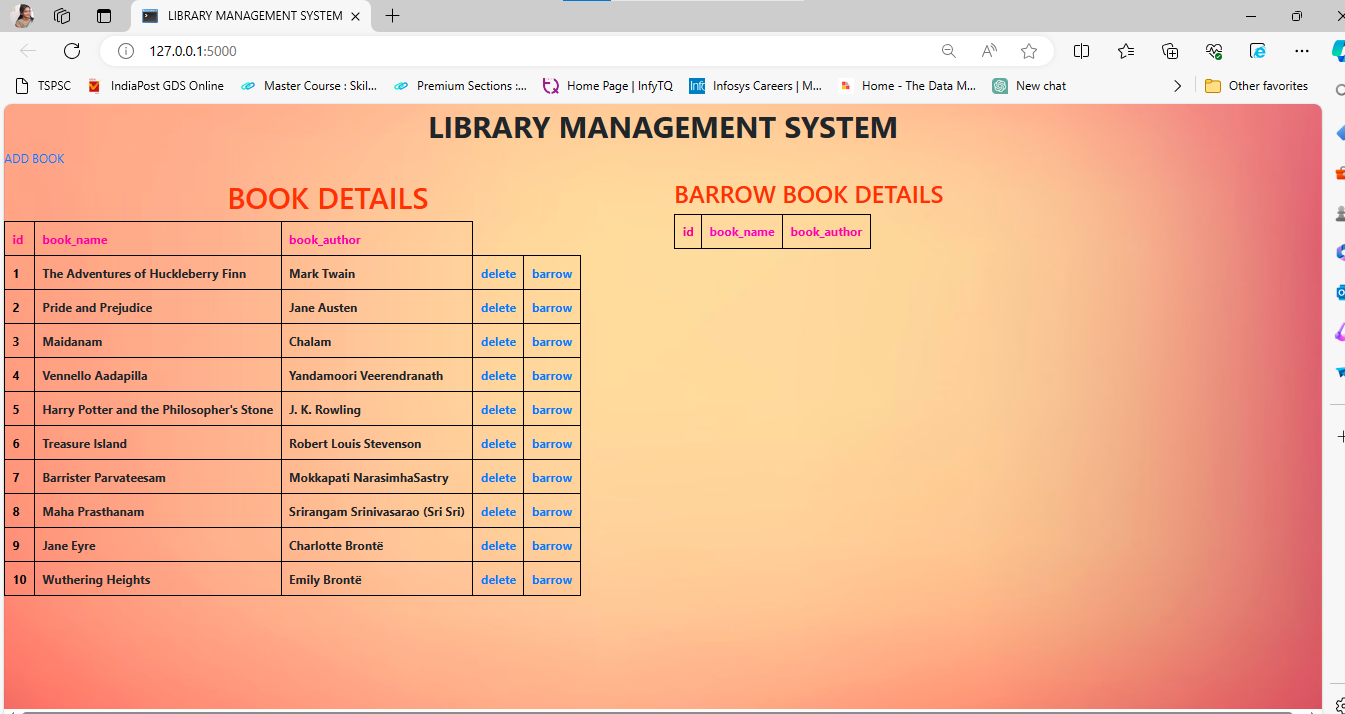 LIBRARY MANAGEMENT SYSTEM
127.0.0.1:5000
TSPSC IndiaPost GDS Online Master Course : Skil... Premium Sections :... Home Page | InfyTQ Infosys Careers | M... Home - The Data M... New chat Other favorites
LIBRARY MANAGEMENT SYSTEM
ADD BOOK
BOOK DETAILS
id book_name book_author
1 The Adventures of Huckleberry Finn Mark Twain delete barrow
2 Pride and Prejudice Jane Austen delete barrow
3 Maidanam Chalam delete barrow
4 Vennello Aadapilla Yandamoori Veerendranath delete barrow
5 Harry Potter and the Philosopher's Stone J. K. Rowling delete barrow
6 Treasure Island Robert Louis Stevenson delete barrow
7 Barrister Parvateesam Mokkapati NarasimhaSastry delete barrow
8 Maha Prasthanam Srirangam Srinivasarao (Sri Sri) delete barrow
9 Jane Eyre Charlotte Brontë delete barrow
10 Wuthering Heights Emily Brontë delete barrow
BARROW BOOK DETAILS
id book_name book_author